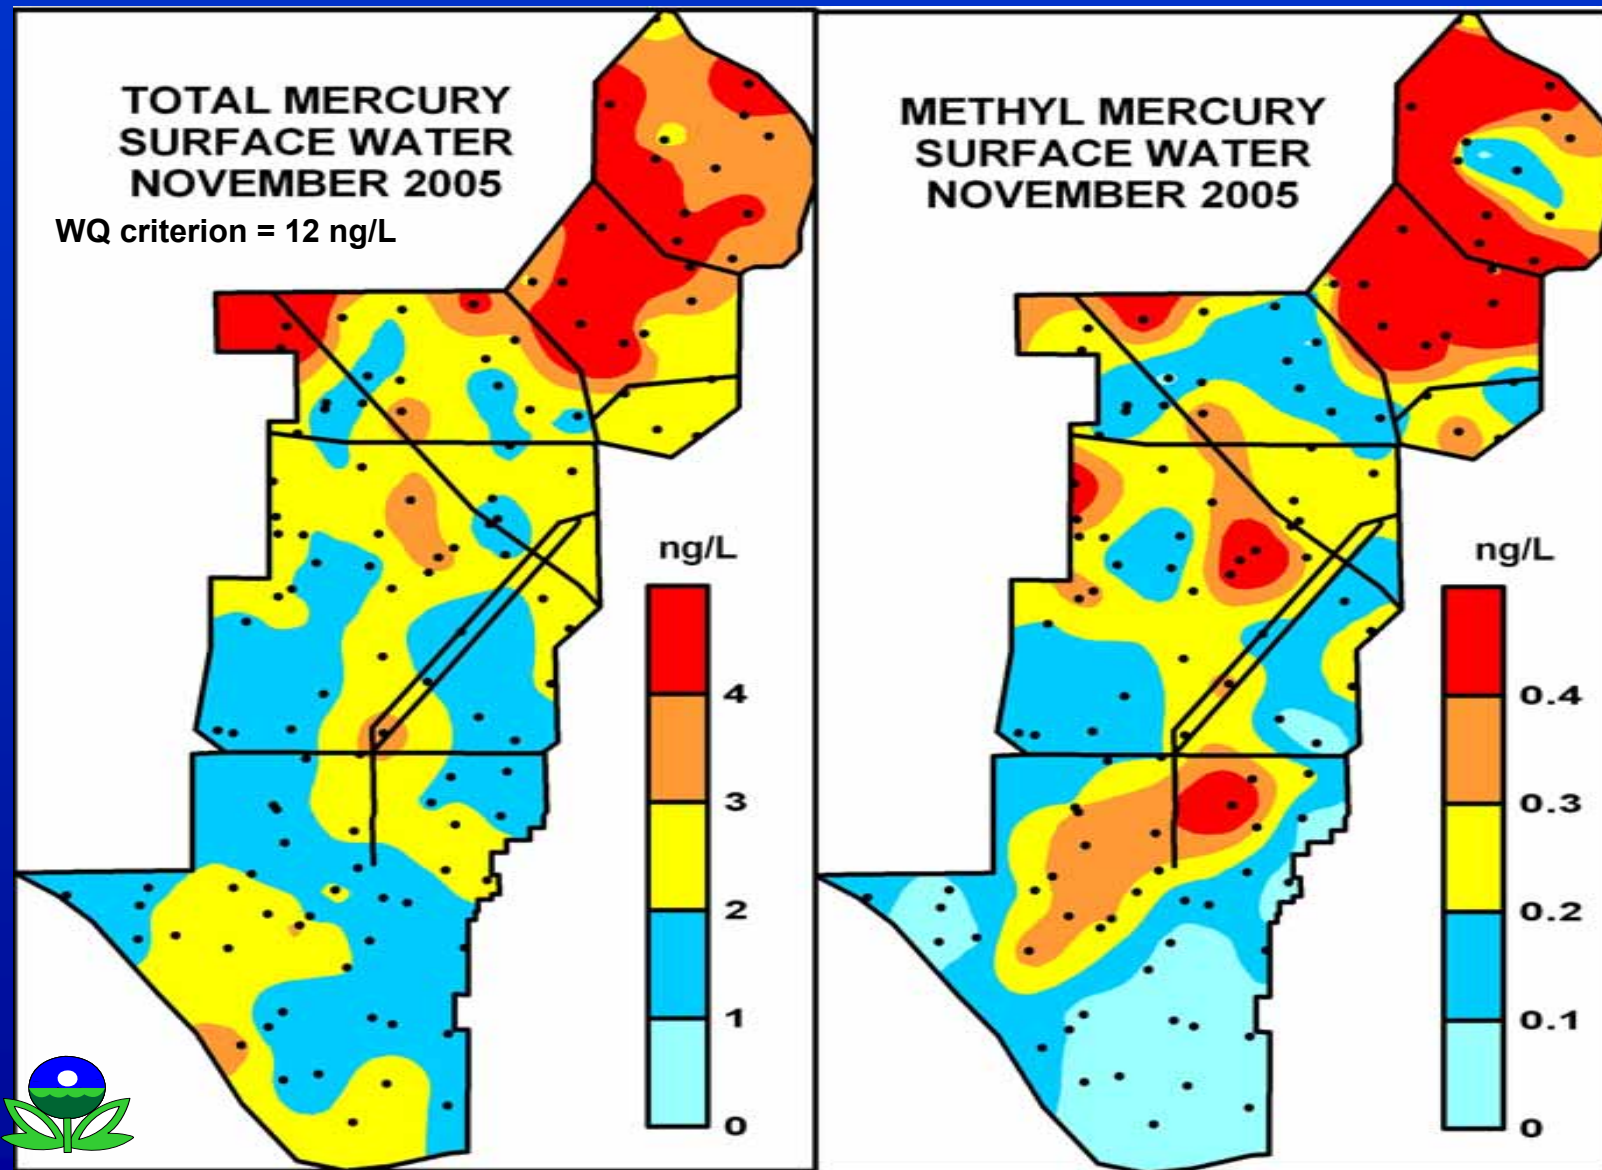 TOTAL MERCURY
SURFACE WATER
NOVEMBER 2005
WQ criterion = 12 ng/L
ng/L
4
3
2
1
0
METHYL MERCURY
SURFACE WATER
NOVEMBER 2005
ng/L
0.4
0.3
0.2
0.1
0